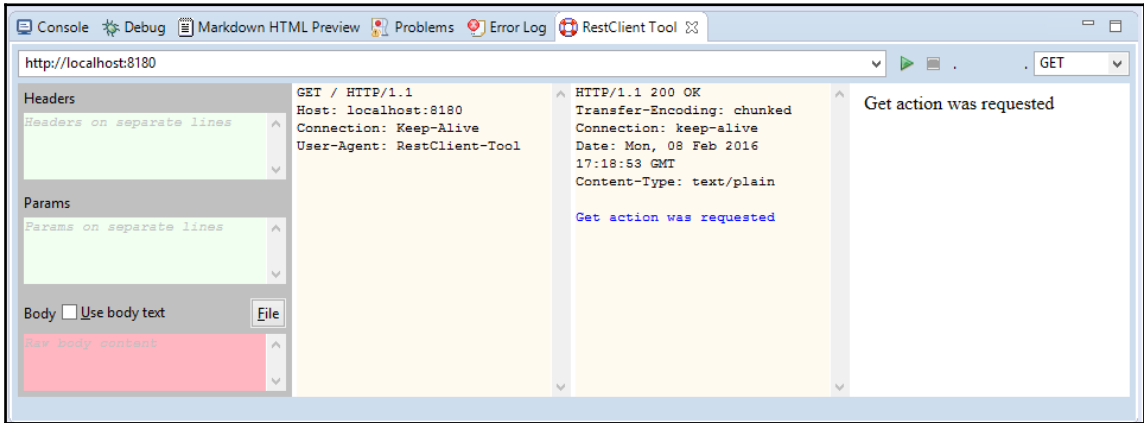 Console Debug Markdown HTML Preview Problems Error Log RestClient Tool
http://localhost:8180 . . GET
Headers
Headers on separate lines
Params
Params on separate lines
Body Use body text File
Raw body content
GET / HTTP/1.1
Host: localhost:8180
Connection: Keep-Alive
User-Agent: RestClient-Tool
HTTP/1.1 200 OK
Transfer-Encoding: chunked
Connection: keep-alive
Date: Mon, 08 Feb 2016
17:18:53 GMT
Content-Type: text/plain
Get action was requested
Get action was requested